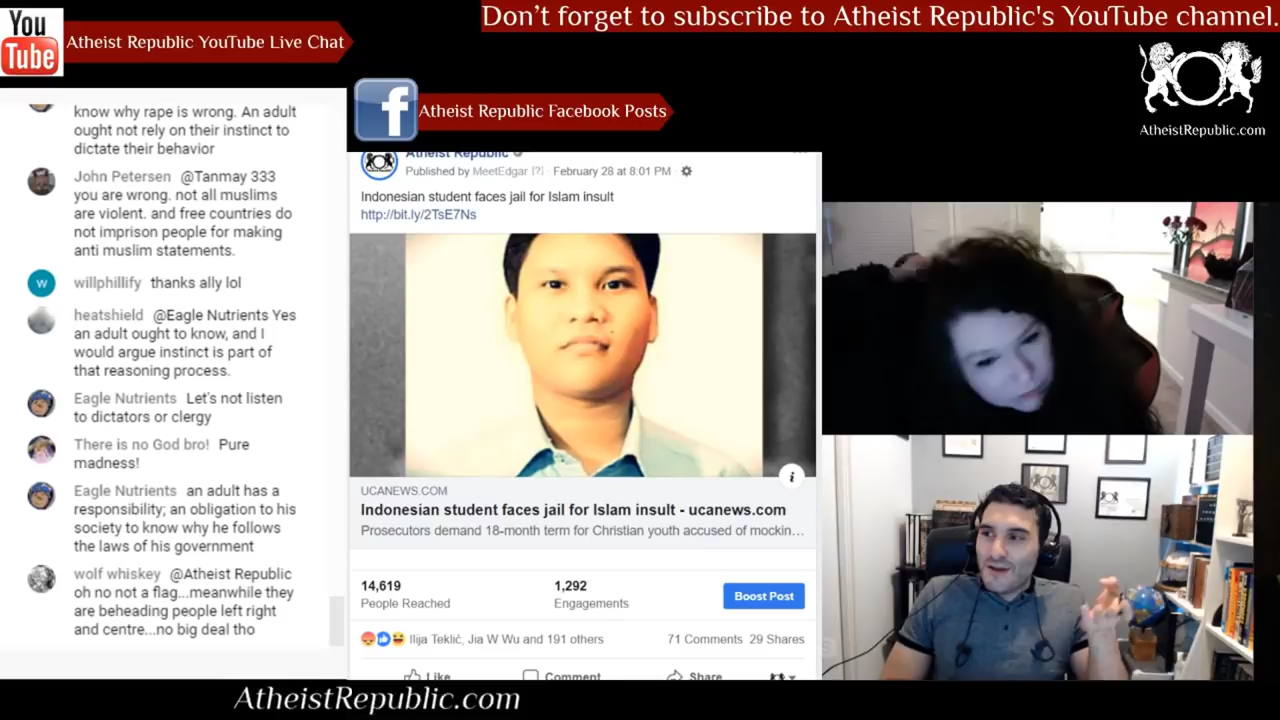 Don't forget to subscribe to Atheist Republic's YouTube channel.
You
Tube
Atheist Republic YouTube Live Chat
AtheistRepublic.com
f
Atheist Republic Facebook Posts
know why rape is wrong. An adult
ought not rely on their instinct to
dictate their behavior
John Petersen @Tanmay 333
you are wrong. not all muslims
are violent. and free countries do
not imprison people for making
anti muslim statements.
w
willphillify thanks ally lol
heatshield @Eagle Nutrients Yes
an adult ought to know, and I
would argue instinct is part of
that reasoning process.
Eagle Nutrients Let's not listen
to dictators or clergy
There is no God bro! Pure
madness!
Eagle Nutrients an adult has a
responsibility; an obligation to his
society to know why he follows
the laws of his government
wolf whiskey @Atheist Republic
oh no not a flag...meanwhile they
are beheading people left right
and centre...no big deal tho
Atheist Republic
Published by MeetEdgar [?] · February 28 at 8:01 PM ·
Indonesian student faces jail for Islam insult
http://bit.ly/2TsE7Ns
i
UCANEWS.COM
Indonesian student faces jail for Islam insult - ucanews.com
Prosecutors demand 18-month term for Christian youth accused of mockin...
14,619
People Reached
1,292
Engagements
Boost Post
Ilija Teklić, Jia W Wu and 191 others
71 Comments 29 Shares
Like
Comment
Share
AtheistRepublic.com